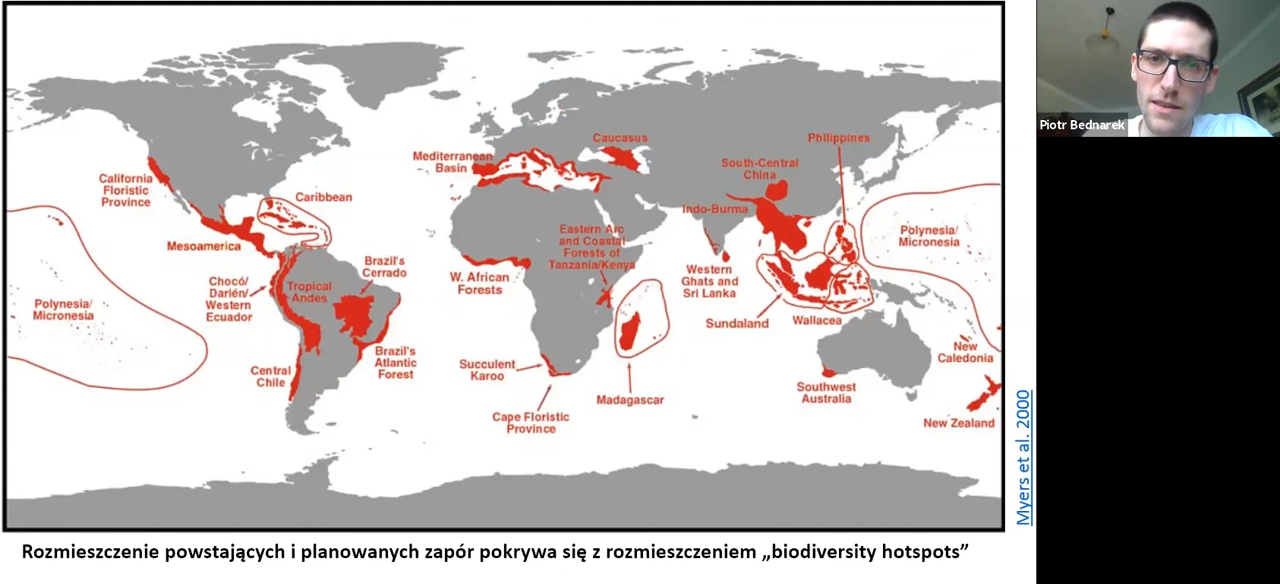 Piotr Bednarek
Philippines
Caucasus
Mediterranean
Basin
South-Central
China
California
Floristic
Province
Caribbean
Indo-Burma
Eastern Arc
and Coastal
Forests of
Tanzania/Kenya
Polynesia/
Micronesia
Mesoamerica
Brazil's
Cerrado
W. African
Forests
Western
Ghats and
Sri Lanka
Chocó/
Darién/
Western
Ecuador
Tropical
Andes
Polynesia/
Micronesia
Sundaland
Wallacea
New
Caledonia
Brazil's
Atlantic
Forest
Central
Chile
Succulent
Karoo
Madagascar
Southwest
Australia
Cape Floristic
Province
New Zealand
Myers et al. 2000
Rozmieszczenie powstających i planowanych zapór pokrywa się z rozmieszczeniem „biodiversity hotspots”